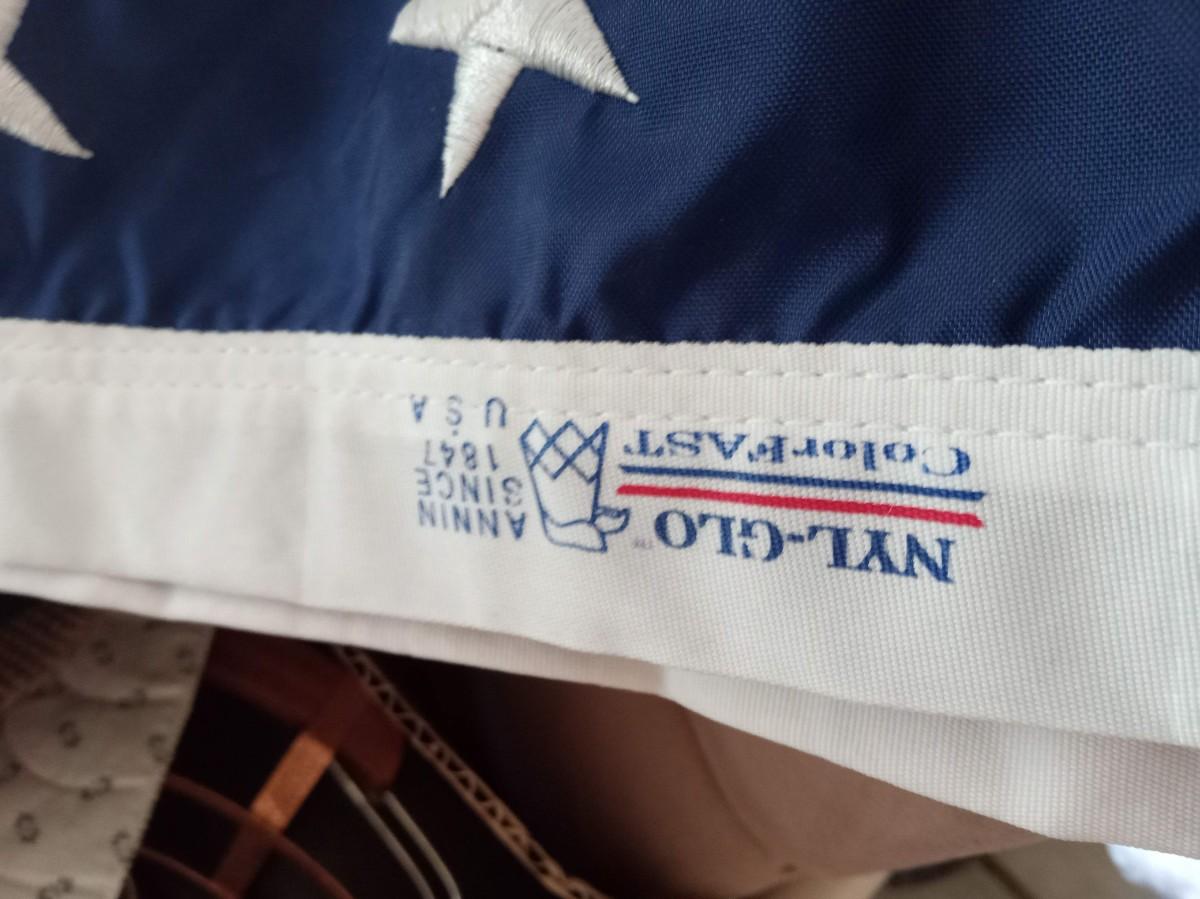 NYL-GLO™
ColorFAST
ANNIN
SINCE
1847
U.S.A